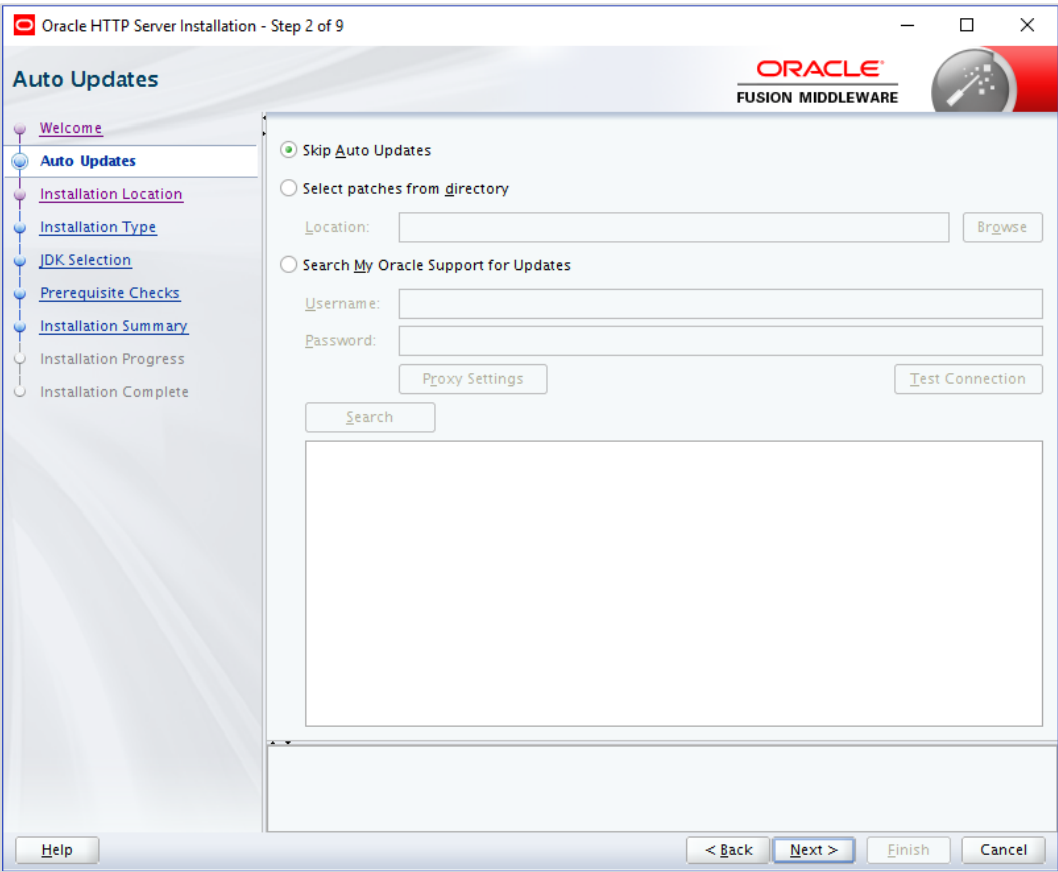 Oracle HTTP Server Installation - Step 2 of 9
Auto Updates
ORACLE
FUSION MIDDLEWARE
Welcome
Auto Updates
Installation Location
Installation Type
JDK Selection
Prerequisite Checks
Installation Summary
Installation Progress
Installation Complete
Skip Auto Updates
Select patches from directory
Location:
Browse
Search My Oracle Support for Updates
Username:
Password:
Proxy Settings
Test Connection
Search
Help
< Back
Next >
Finish
Cancel